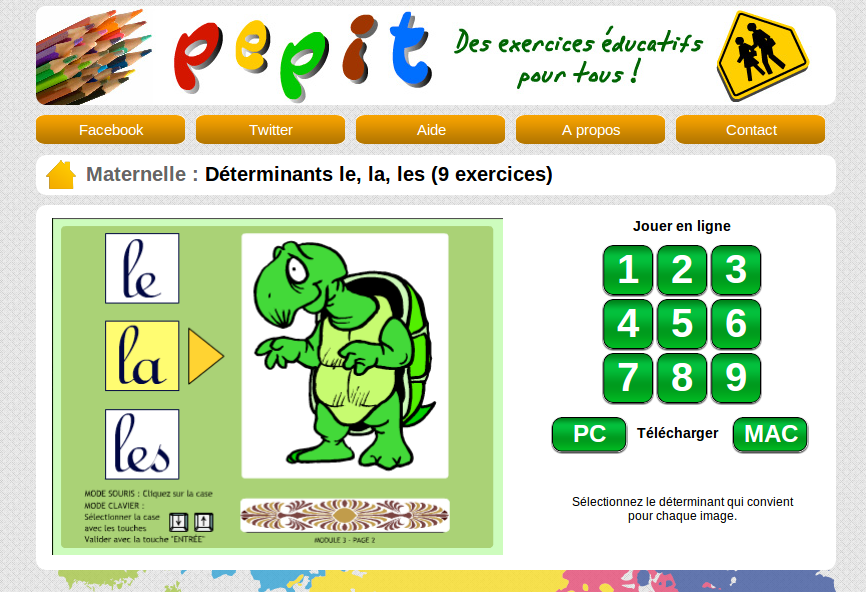 pepit
Des exercices éducatifs
pour tous !
Facebook
Twitter
Aide
A propos
Contact
Maternelle : Déterminants le, la, les (9 exercices)
le
la
les
MODE SOURIS : Cliquez sur la case
MODE CLAVIER :
Sélectionner la case
avec les touches
Valider avec la touche "ENTRÉE"
MODULE 3 - PAGE 2
Jouer en ligne
1 2 3
4 5 6
7 8 9
PC Télécharger MAC
Sélectionnez le déterminant qui convient
pour chaque image.